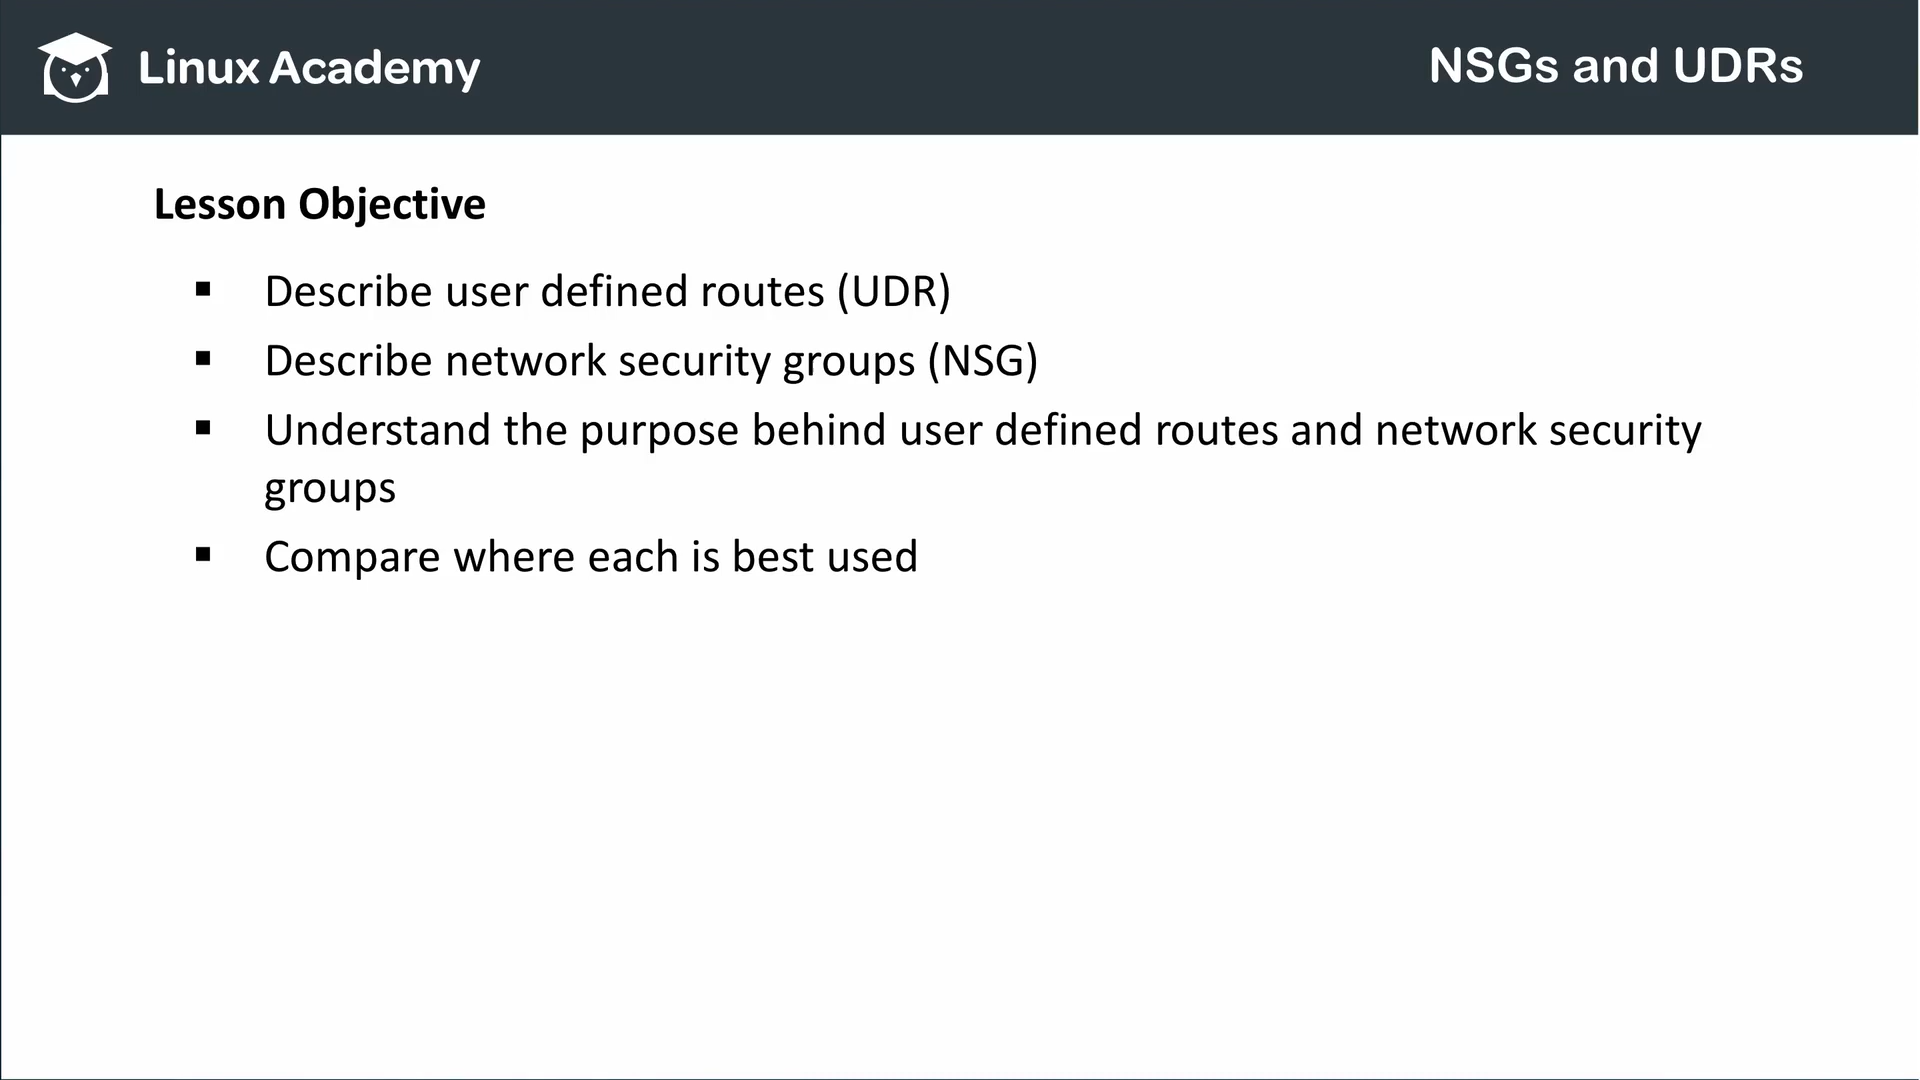 Linux Academy
NSGs and UDRs
Lesson Objective
▪ Describe user defined routes (UDR)
▪ Describe network security groups (NSG)
▪ Understand the purpose behind user defined routes and network security
groups
▪ Compare where each is best used